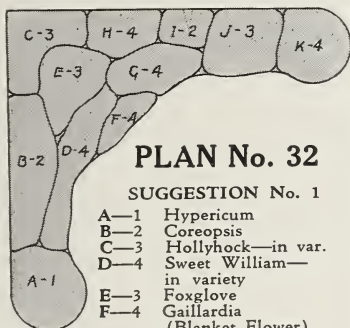 C-3 H-4 I-2 J-3 K-4
E-3 G-4
F-4
B-2 D-4
PLAN No. 32
SUGGESTION No. 1
A—1 Hypericum
B—2 Coreopsis
C—3 Hollyhock—in var.
A-1 D—4 Sweet William—
in variety
E—3 Foxglove
F—4 Gaillardia
(Blanket Flower)